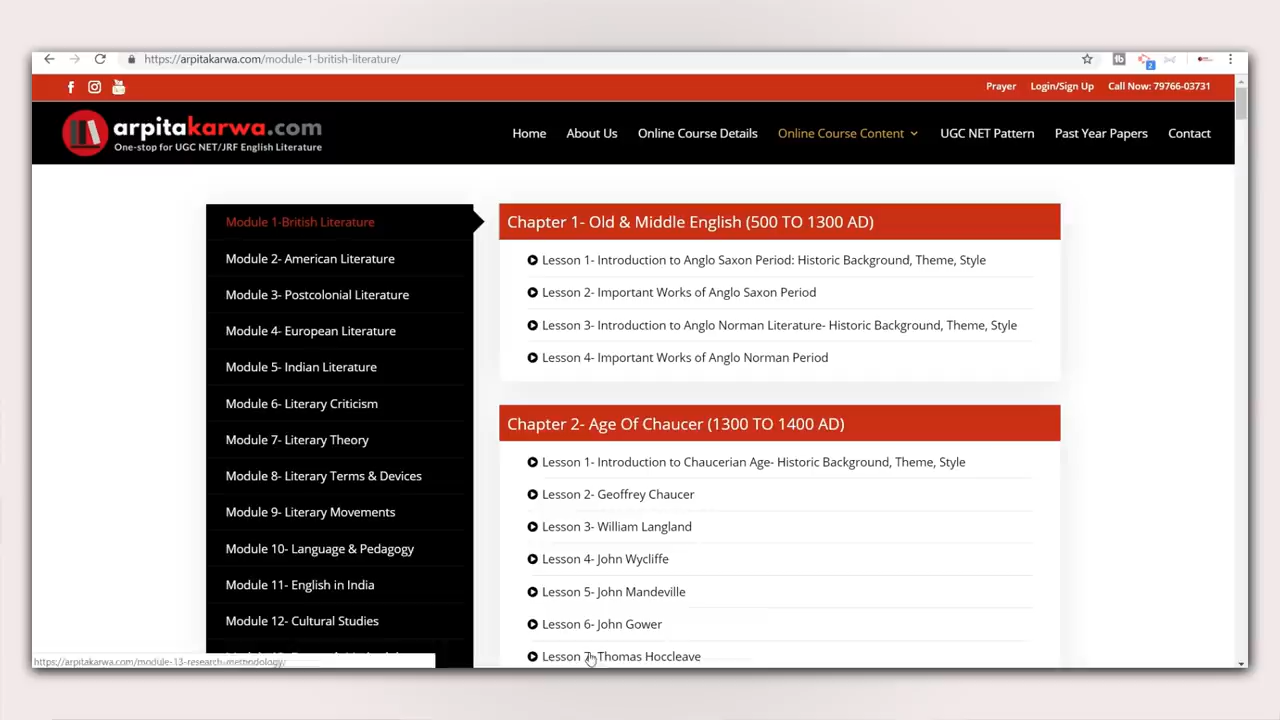 https://arpitakarwa.com/module-1-british-literature/
Prayer Login/Sign Up Call Now: 79766-03731
arpitakarwa.com
One-stop for UGC NET/JRF English Literature
Home About Us Online Course Details Online Course Content UGC NET Pattern Past Year Papers Contact
Module 1-British Literature
Module 2- American Literature
Module 3- Postcolonial Literature
Module 4- European Literature
Module 5- Indian Literature
Module 6- Literary Criticism
Module 7- Literary Theory
Module 8- Literary Terms & Devices
Module 9- Literary Movements
Module 10- Language & Pedagogy
Module 11- English in India
Module 12- Cultural Studies
Chapter 1- Old & Middle English (500 TO 1300 AD)
Lesson 1- Introduction to Anglo Saxon Period: Historic Background, Theme, Style
Lesson 2- Important Works of Anglo Saxon Period
Lesson 3- Introduction to Anglo Norman Literature- Historic Background, Theme, Style
Lesson 4- Important Works of Anglo Norman Period
Chapter 2- Age Of Chaucer (1300 TO 1400 AD)
Lesson 1- Introduction to Chaucerian Age- Historic Background, Theme, Style
Lesson 2- Geoffrey Chaucer
Lesson 3- William Langland
Lesson 4- John Wycliffe
Lesson 5- John Mandeville
Lesson 6- John Gower
Lesson 7- Thomas Hoccleave
https://arpitakarwa.com/module-13-research-methodology/